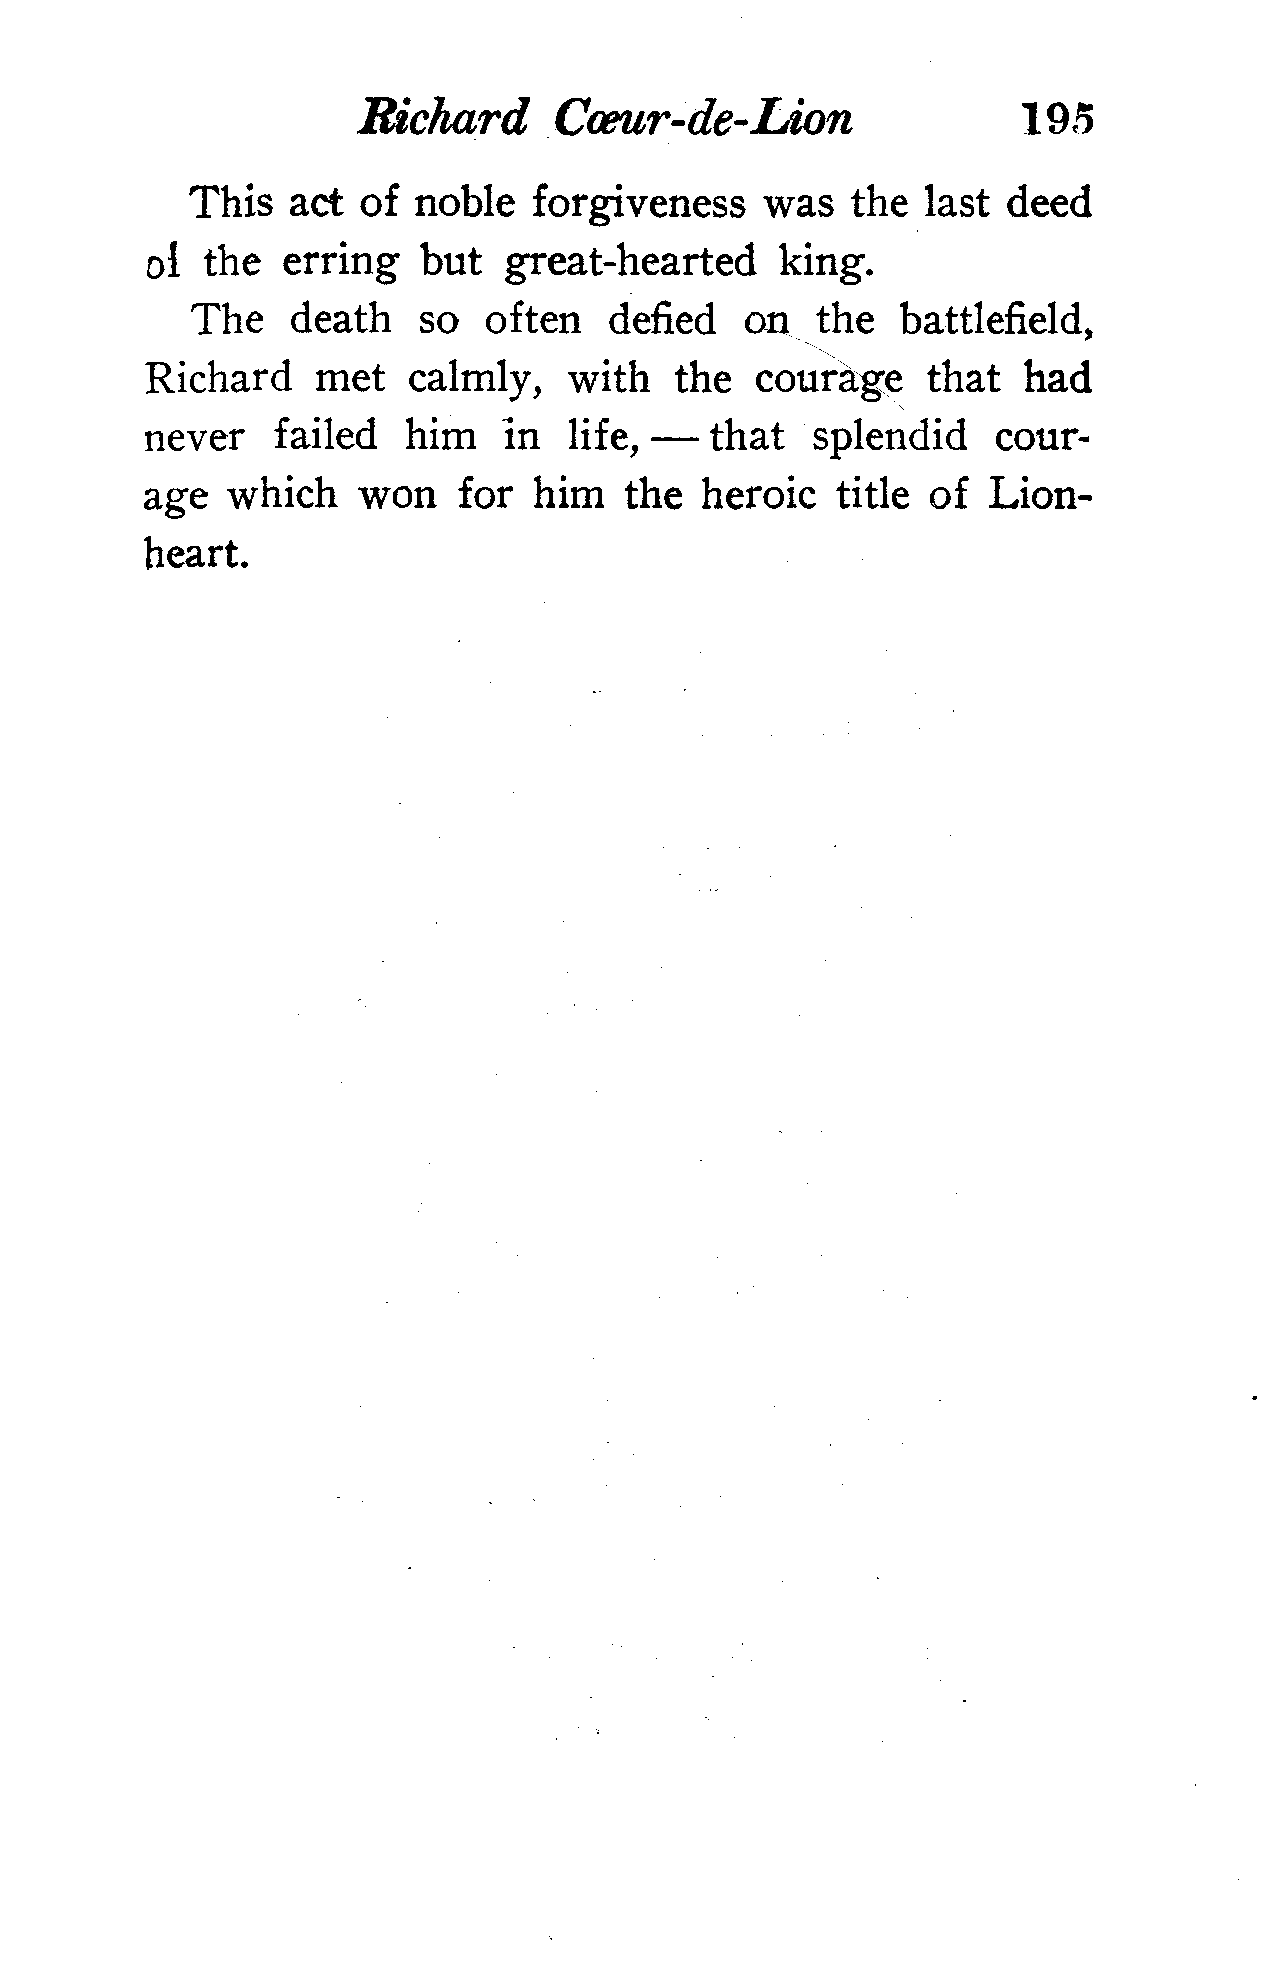 Richard Cœur-de-Lion 195
This act of noble forgiveness was the last deed
of the erring but great-hearted king.
The death so often defied on the battlefield,
Richard met calmly, with the courage that had
never failed him in life, — that splendid cour-
age which won for him the heroic title of Lion-
heart.